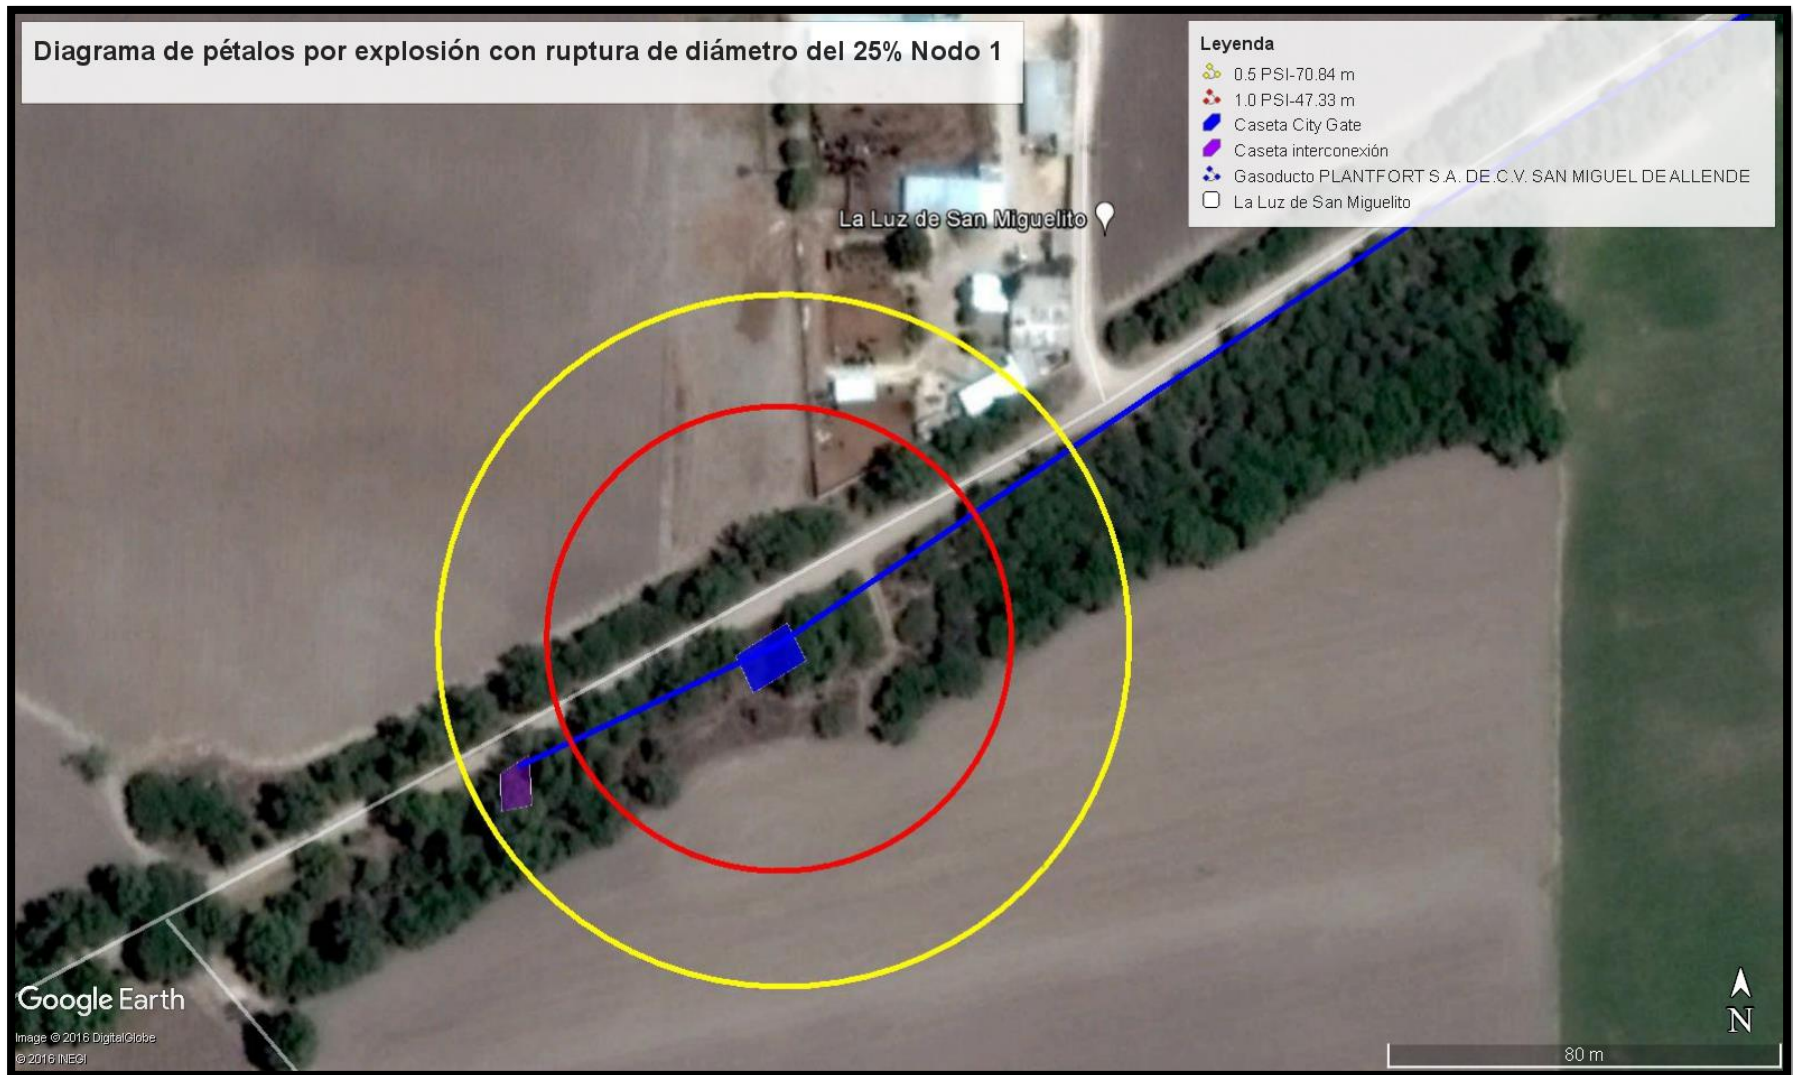 Diagrama de pétalos por explosión con ruptura de diámetro del 25% Nodo 1
Leyenda
0.5 PSI-70.84 m
1.0 PSI-47.33 m
Caseta City Gate
Caseta interconexión
Gasoducto PLANTFORT S.A. DE.C.V. SAN MIGUEL DE ALLENDE
La Luz de San Miguelito
La Luz de San Miguelito
Google Earth
Image © 2016 DigitalGlobe
© 2016 INEGI
N
80 m